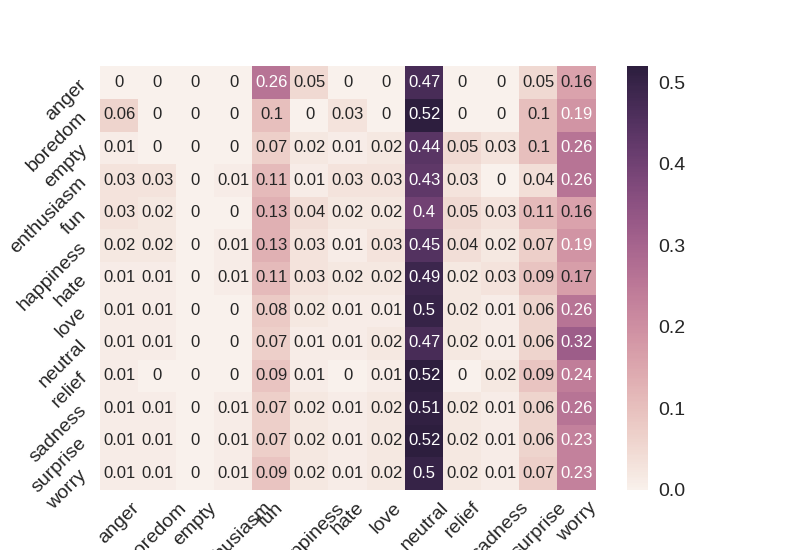 anger 0 0 0 0 0.26 0.05 0 0 0.47 0 0 0.05 0.16
boredom 0.06 0 0 0 0.1 0 0.03 0 0.52 0 0 0.1 0.19
empty 0.01 0 0 0 0.07 0.02 0.01 0.02 0.44 0.05 0.03 0.1 0.26
enthusiasm 0.03 0.03 0 0.01 0.11 0.01 0.03 0.03 0.43 0.03 0 0.04 0.26
fun 0.03 0.02 0 0 0.13 0.04 0.02 0.02 0.4 0.05 0.03 0.11 0.16
happiness 0.02 0.02 0 0.01 0.13 0.03 0.01 0.03 0.45 0.04 0.02 0.07 0.19
hate 0.01 0.01 0 0.01 0.11 0.03 0.02 0.02 0.49 0.02 0.03 0.09 0.17
love 0.01 0.01 0 0 0.08 0.02 0.01 0.01 0.5 0.02 0.01 0.06 0.26
neutral 0.01 0.01 0 0 0.07 0.01 0.01 0.02 0.47 0.02 0.01 0.06 0.32
relief 0.01 0 0 0 0.09 0.01 0 0.01 0.52 0 0.02 0.09 0.24
sadness 0.01 0.01 0 0.01 0.07 0.02 0.01 0.02 0.51 0.02 0.01 0.06 0.26
surprise 0.01 0.01 0 0.01 0.07 0.02 0.01 0.02 0.52 0.02 0.01 0.06 0.23
worry 0.01 0.01 0 0.01 0.09 0.02 0.01 0.02 0.5 0.02 0.01 0.07 0.23
anger oredom empty husiasm fun ppiness hate love neutral relief sadness surprise worry
0.5
0.4
0.3
0.2
0.1
0.0